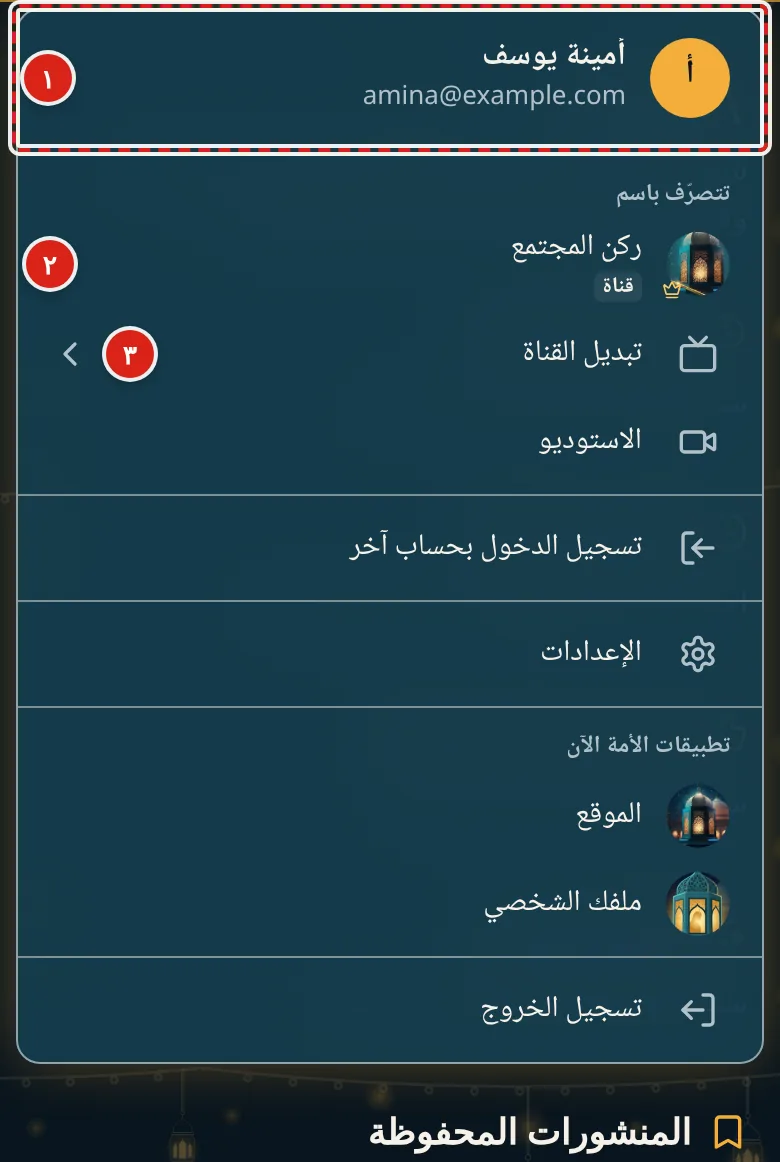 أمينة يوسف
أ
amina@example.com
١
تتصرّف باسم
ركن المجتمع
٢
قناة
تبديل القناة
٣
الاستوديو
تسجيل الدخول بحساب آخر
الإعدادات
تطبيقات الأمة الآن
الموقع
ملفك الشخصي
تسجيل الخروج
المنشورات المحفوظة